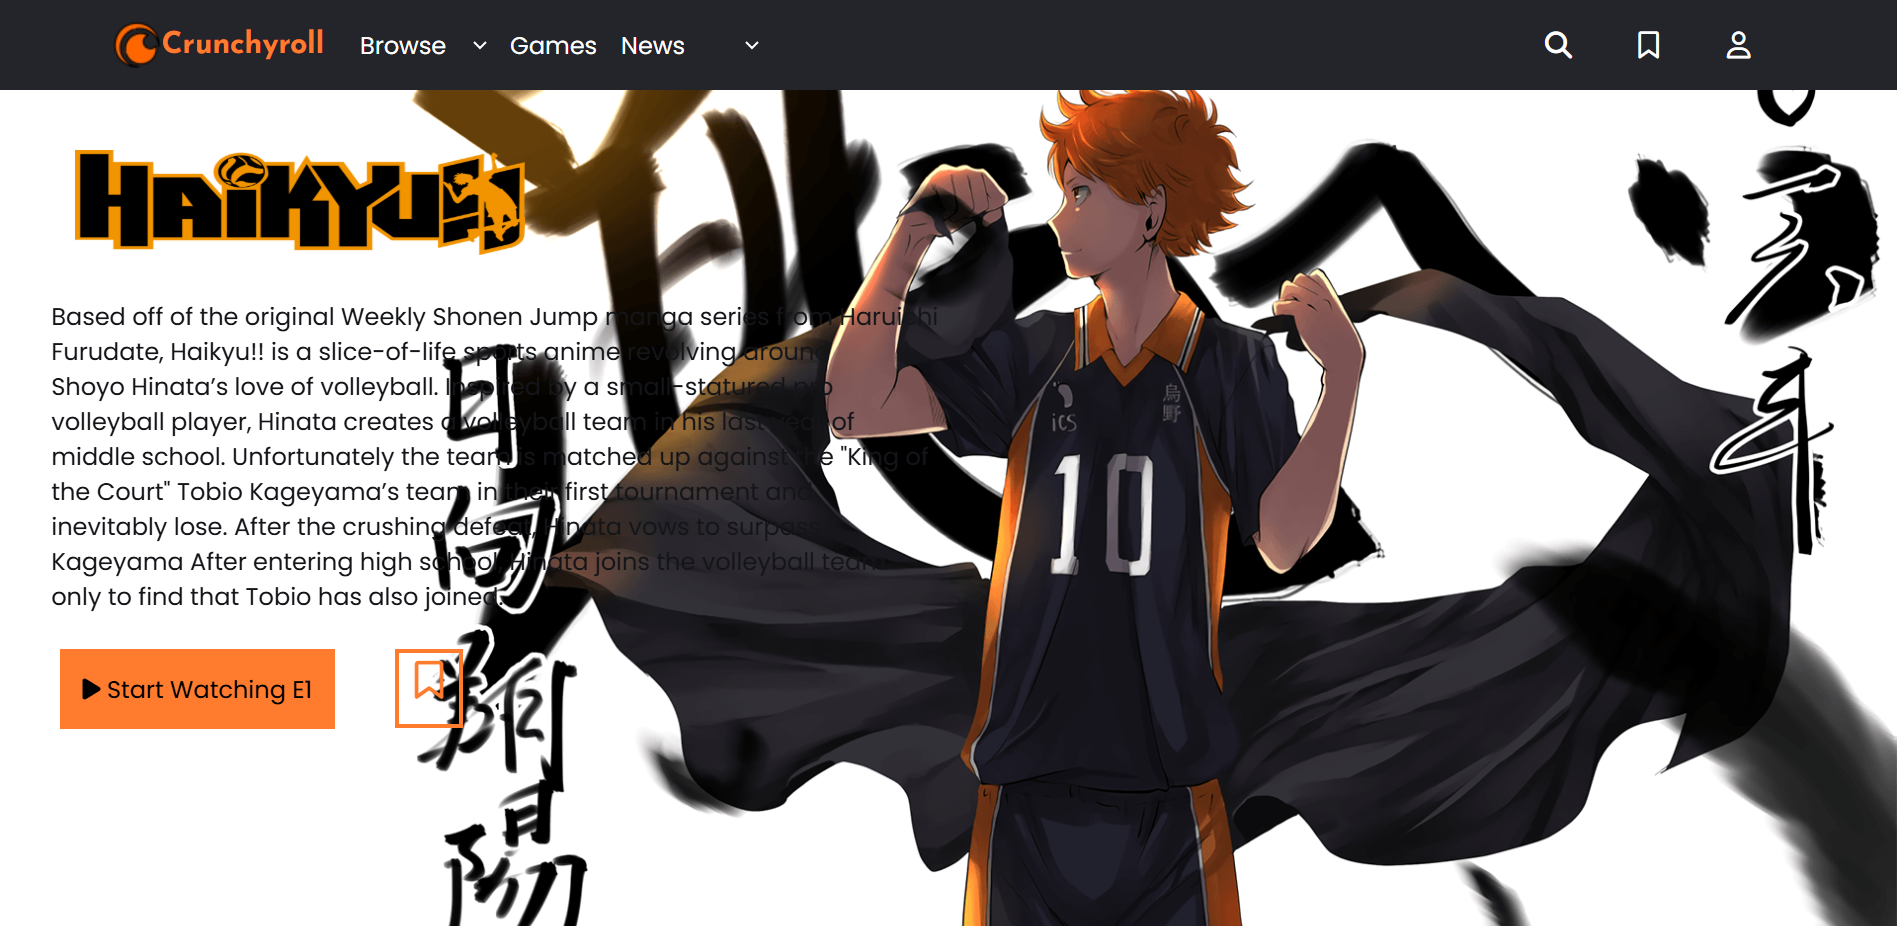 Crunchyroll Browse Games News
HAiKYU!!
Based off of the original Weekly Shonen Jump manga series from Haruichi
Furudate, Haikyu!! is a slice-of-life sports anime revolving around
Shoyo Hinata’s love of volleyball. Inspired by a small-statured pro
volleyball player, Hinata creates a volleyball team in his last year of
middle school. Unfortunately the team is matched up against the "King of
the Court" Tobio Kageyama’s team in their first tournament and
inevitably lose. After the crushing defeat, Hinata vows to surpass
Kageyama After entering high school, Hinata joins the volleyball team
only to find that Tobio has also joined.
Start Watching E1
日向翔陽
烏野
ics
10